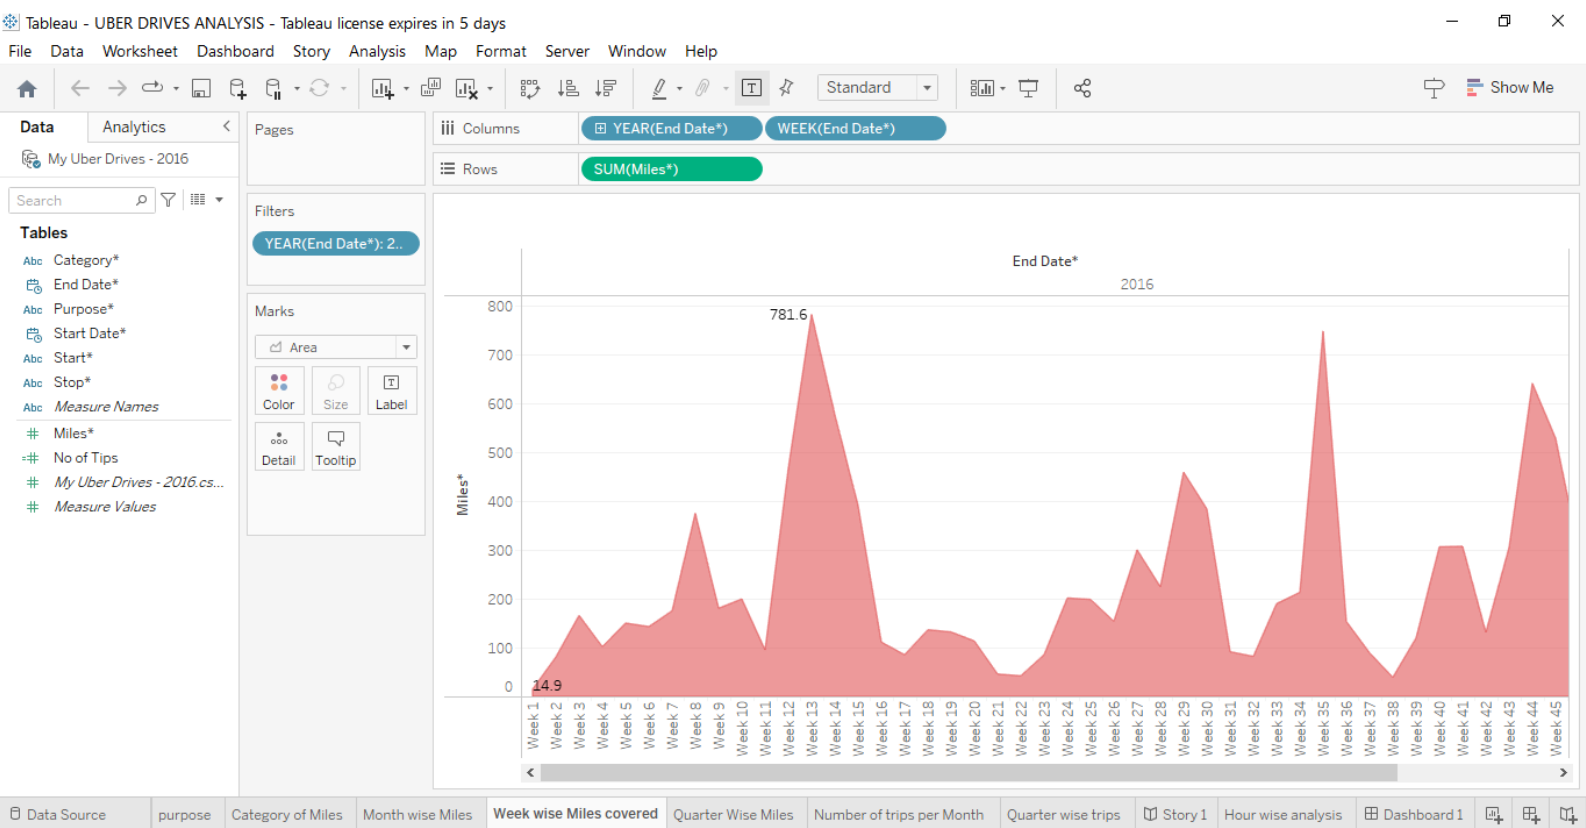 Tableau - UBER DRIVES ANALYSIS - Tableau license expires in 5 days
File Data Worksheet Dashboard Story Analysis Map Format Server Window Help
Standard
Show Me
Data Analytics
My Uber Drives - 2016
Search
Tables
Abc Category*
End Date*
Abc Purpose*
Start Date*
Abc Start*
Abc Stop*
Abc Measure Names
# Miles*
=# No of Tips
# My Uber Drives - 2016.cs...
# Measure Values
Pages
Filters
YEAR(End Date*): 2..
Marks
Area
Color Size Label
Detail Tooltip
Columns YEAR(End Date*) WEEK(End Date*)
Rows SUM(Miles*)
End Date*
2016
Miles*
800
700
600
500
400
300
200
100
0
781.6
14.9
Week 1
Week 2
Week 3
Week 4
Week 5
Week 6
Week 7
Week 8
Week 9
Week 10
Week 11
Week 12
Week 13
Week 14
Week 15
Week 16
Week 17
Week 18
Week 19
Week 20
Week 21
Week 22
Week 23
Week 24
Week 25
Week 26
Week 27
Week 28
Week 29
Week 30
Week 31
Week 32
Week 33
Week 34
Week 35
Week 36
Week 37
Week 38
Week 39
Week 40
Week 41
Week 42
Week 43
Week 44
Week 45
Data Source purpose Category of Miles Month wise Miles Week wise Miles covered Quarter Wise Miles Number of trips per Month Quarter wise trips Story 1 Hour wise analysis Dashboard 1